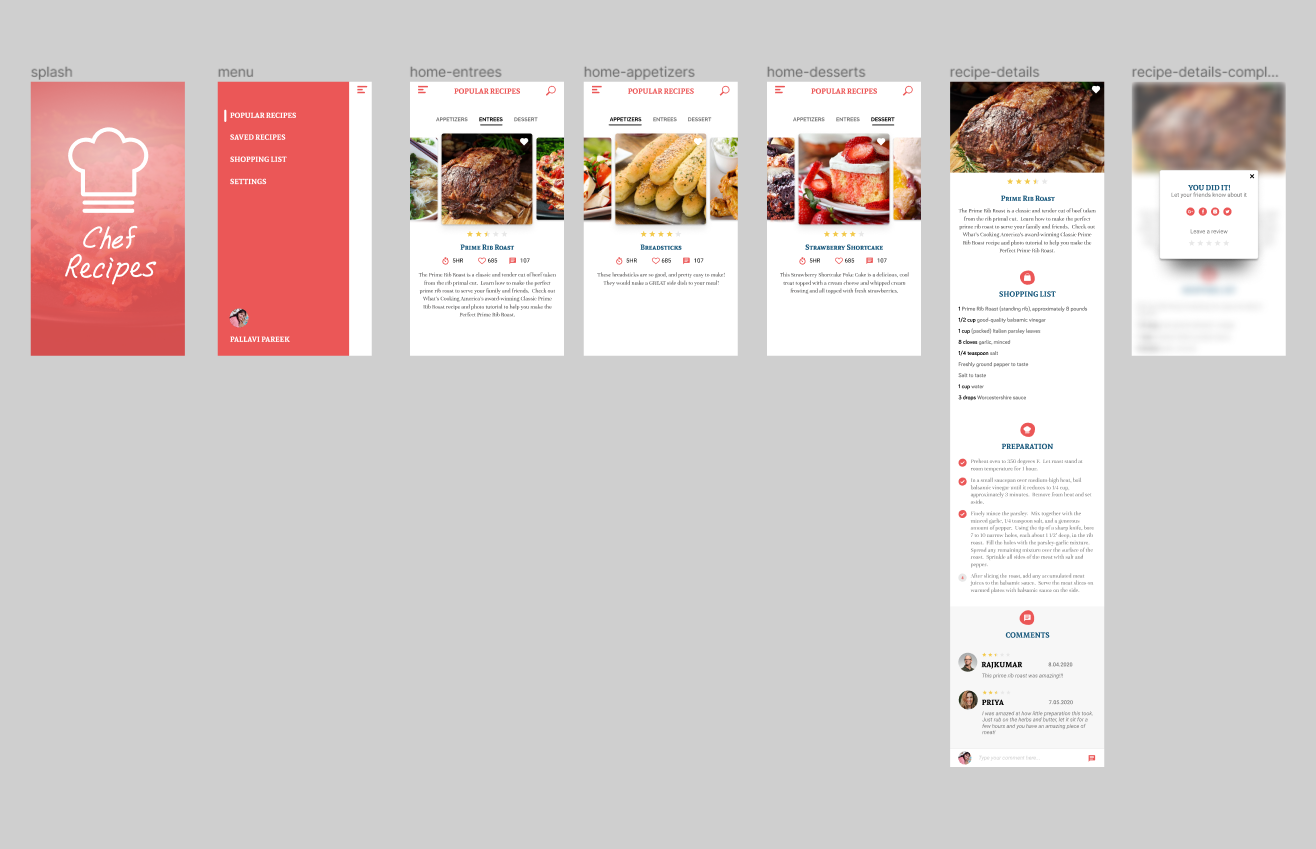 splash
Chef
Recipes
menu
POPULAR RECIPES
SAVED RECIPES
SHOPPING LIST
SETTINGS
PALLAVI PAREEK
home-entrees
POPULAR RECIPES
APPETIZERS ENTREES DESSERT
PRIME RIB ROAST
5HR 685 107
The Prime Rib Roast is a classic and tender cut of beef taken
from the rib primal cut. Learn how to make the perfect
prime rib roast to serve your family and friends. Check out
What's Cooking America's award-winning Classic Prime
Rib Roast recipe and photo tutorial to help you make the
Perfect Prime Rib Roast.
home-appetizers
POPULAR RECIPES
APPETIZERS ENTREES DESSERT
BREADSTICKS
5HR 685 107
These breadsticks are so good, and pretty easy to make!
They would make a GREAT side dish to your meal!
home-desserts
POPULAR RECIPES
APPETIZERS ENTREES DESSERT
STRAWBERRY SHORTCAKE
5HR 685 107
This Strawberry Shortcake Poke Cake is a delicious, cool
treat topped with a cream cheese and whipped cream
frosting and all topped with fresh strawberries.
recipe-details
PRIME RIB ROAST
The Prime Rib Roast is a classic and tender cut of beef taken
from the rib primal cut. Learn how to make the perfect
prime rib roast to serve your family and friends. Check out
What's Cooking America's award-winning Classic Prime
Rib Roast recipe and photo tutorial to help you make the
Perfect Prime Rib Roast.
SHOPPING LIST
1 Prime Rib Roast (standing rib), approximately 8 pounds
1/2 cup good-quality balsamic vinegar
1 cup (packed) Italian parsley leaves
8 cloves garlic, minced
1/4 teaspoon salt
Freshly ground pepper to taste
Salt to taste
1 cup water
3 drops Worcestershire sauce
PREPARATION
Preheat oven to 350 degrees F. Let roast stand at
room temperature for 1 hour.
In a small saucepan over medium-high heat, boil
balsamic vinegar until it reduces to 1/4 cup,
approximately 3 minutes. Remove from heat and set
aside.
Finely mince the parsley. Mix together with the
minced garlic, 1/4 teaspoon salt, and a generous
amount of pepper. Using the tip of a sharp knife, have
7 to 10 narrow holes, each about 1 1/2" deep, in the rib
roast. Fill the holes with the parsley-garlic mixture.
Spread any remaining mixture over the surface of the
roast. Sprinkle all sides of the meat with salt and
pepper.
After slicing the roast, add any accumulated meat
juices to the balsamic sauce. Serve the meat slices on
warmed plates with balsamic sauce on the side.
COMMENTS
RAJKUMAR 8.04.2020
This prime rib roast was amazing!!!
PRIYA 7.05.2020
I was amazed at how little preparation this took.
Just rub on the herbs and butter, let it sit for a
few hours and you have an amazing piece of
meat!
Type your comment here...
recipe-details-compl...
YOU DID IT!
Let your friends know about it
Leave a review